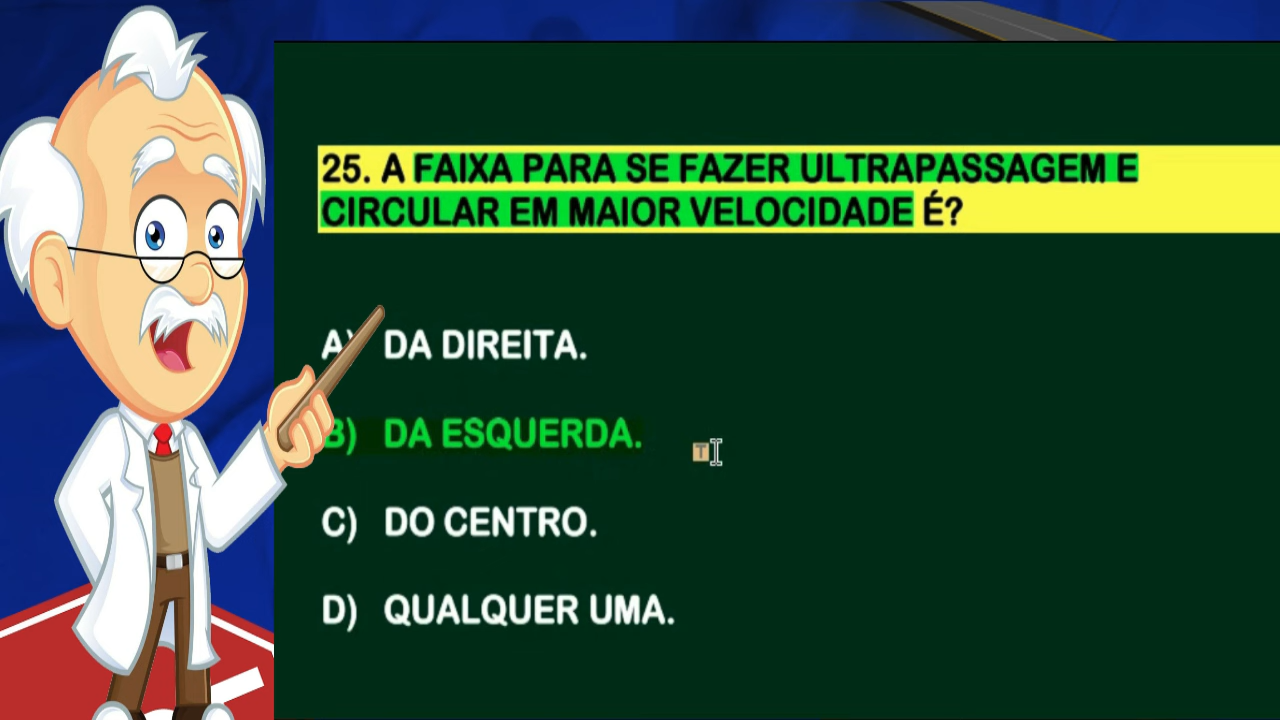 25. A FAIXA PARA SE FAZER ULTRAPASSAGEM E
CIRCULAR EM MAIOR VELOCIDADE É?
A) DA DIREITA.
B) DA ESQUERDA.
C) DO CENTRO.
D) QUALQUER UMA.
T